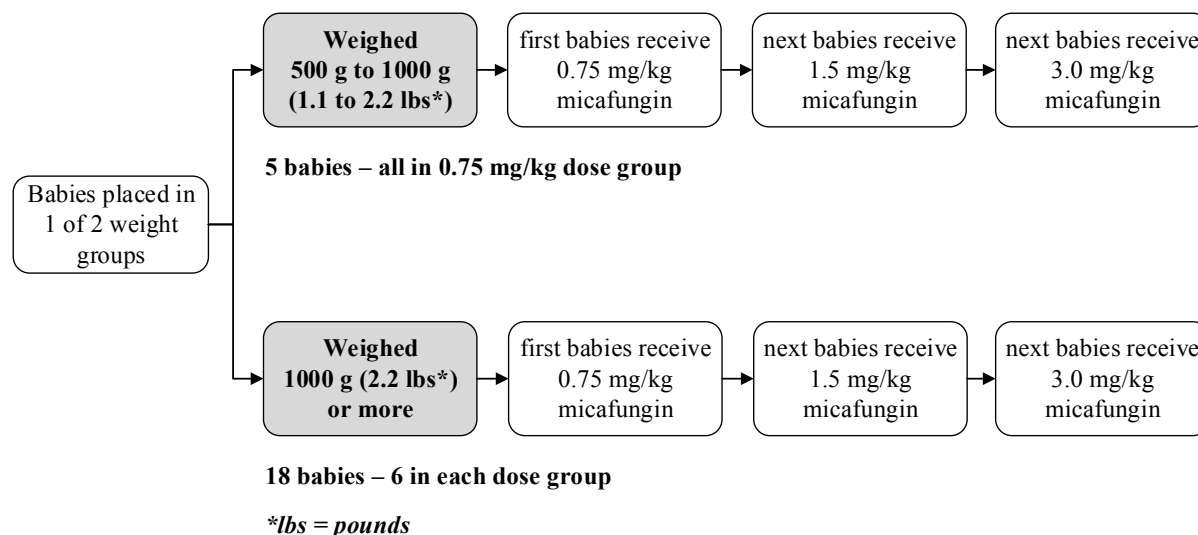 Weighed
500 g to 1000 g
(1.1 to 2.2 lbs*)
first babies receive
0.75 mg/kg
micafungin
next babies receive
1.5 mg/kg
micafungin
next babies receive
3.0 mg/kg
micafungin
5 babies – all in 0.75 mg/kg dose group
Babies placed in
1 of 2 weight
groups
Weighed
1000 g (2.2 lbs*)
or more
first babies receive
0.75 mg/kg
micafungin
next babies receive
1.5 mg/kg
micafungin
next babies receive
3.0 mg/kg
micafungin
18 babies – 6 in each dose group
*lbs = pounds